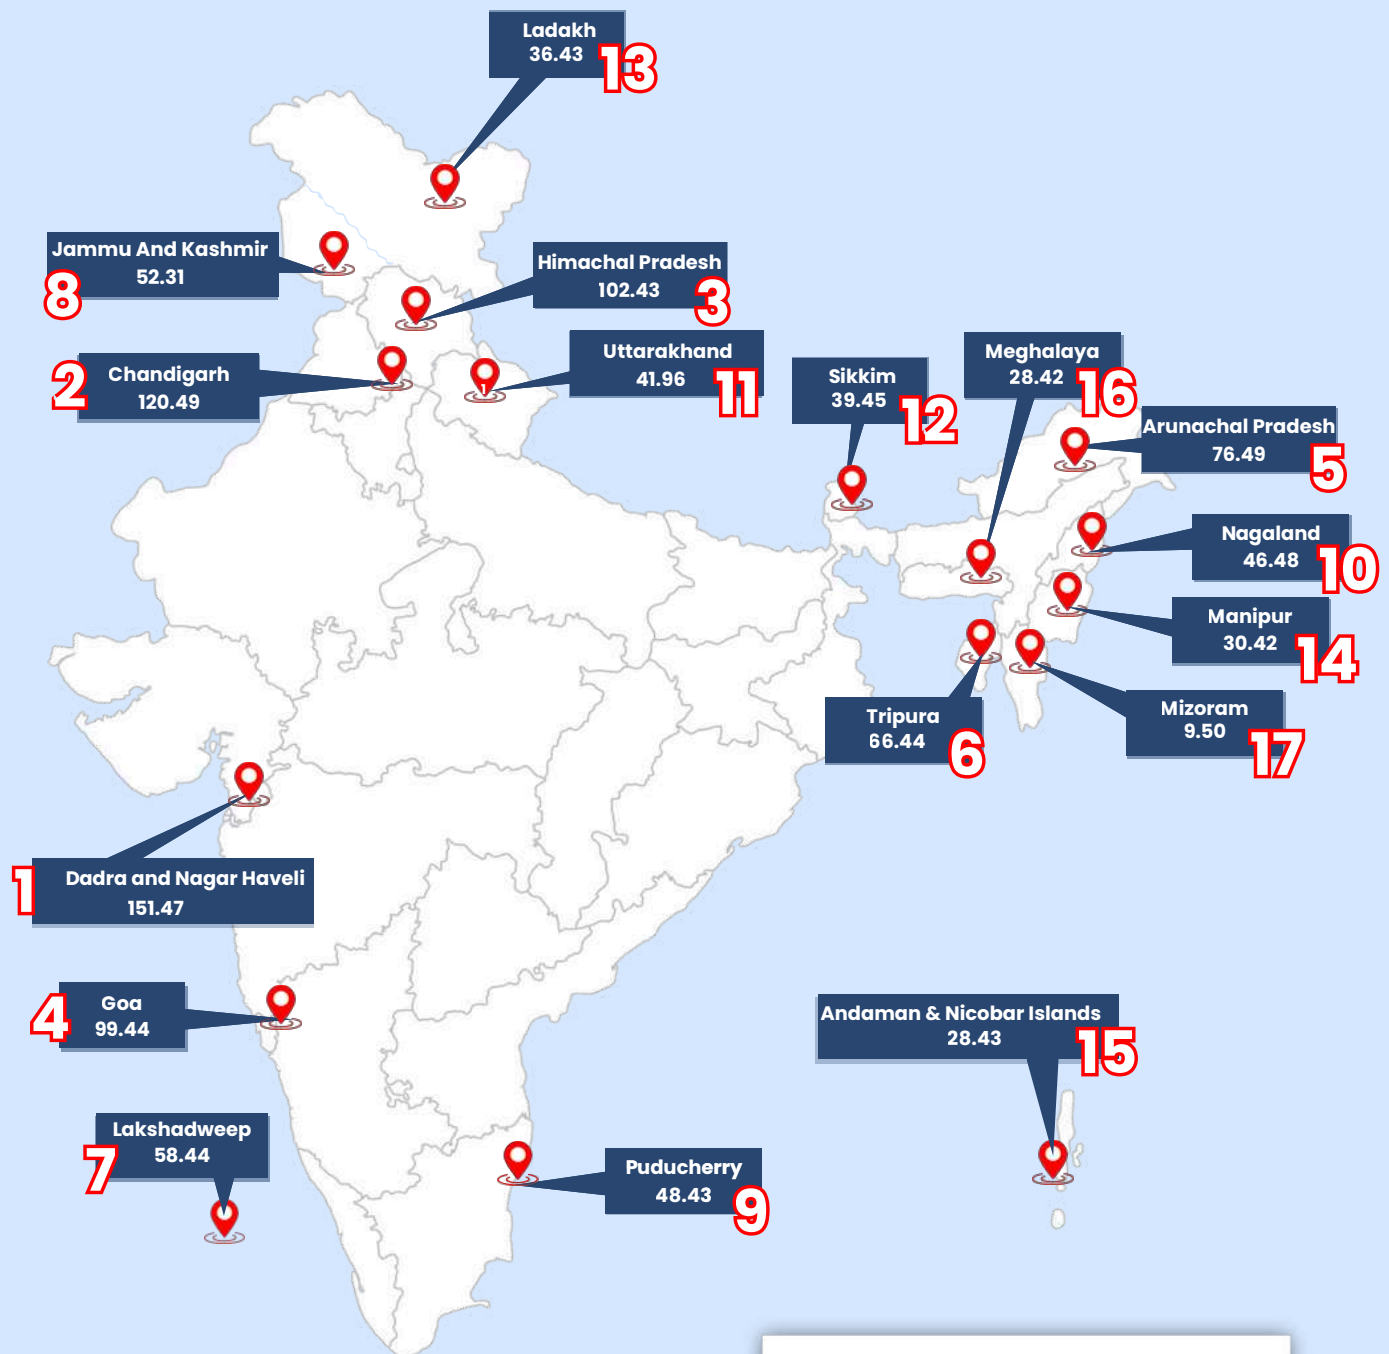 Ladakh
36.43
13
Jammu And Kashmir
52.31
8
Himachal Pradesh
102.43
3
Chandigarh
120.49
2
Uttarakhand
41.96
11
1
Sikkim
39.45
12
Meghalaya
28.42
16
Arunachal Pradesh
76.49
5
Nagaland
46.48
10
Manipur
30.42
14
Tripura
66.44
6
Mizoram
9.50
17
Dadra and Nagar Haveli
151.47
1
Goa
99.44
4
Andaman & Nicobar Islands
28.43
15
Lakshadweep
58.44
7
Puducherry
48.43
9